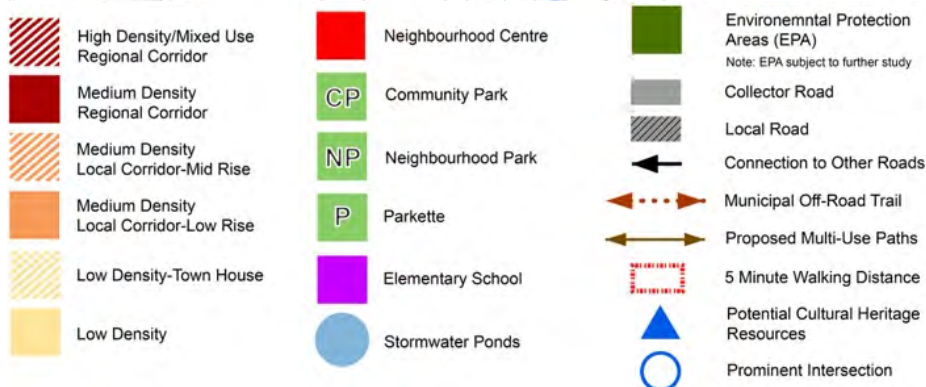 High Density/Mixed Use
Regional Corridor
Medium Density
Regional Corridor
Medium Density
Local Corridor-Mid Rise
Medium Density
Local Corridor-Low Rise
Low Density-Town House
Low Density
Neighbourhood Centre
CP
Community Park
NP
Neighbourhood Park
P
Parkette
Elementary School
Stormwater Ponds
Environemntal Protection
Areas (EPA)
Note: EPA subject to further study
Collector Road
Local Road
Connection to Other Roads
Municipal Off-Road Trail
Proposed Multi-Use Paths
5 Minute Walking Distance
Potential Cultural Heritage
Resources
Prominent Intersection